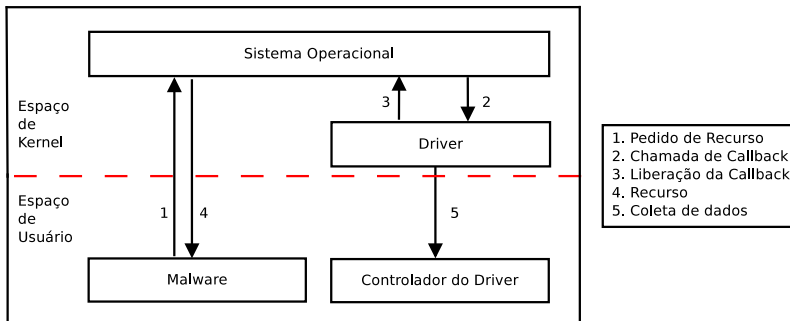 Sistema Operacional
Espaço
de
Kernel
3
2
Driver
1. Pedido de Recurso
2. Chamada de Callback
3. Liberação da Callback
4. Recurso
5. Coleta de dados
Espaço
de
Usuário
1
4
5
Malware
Controlador do Driver